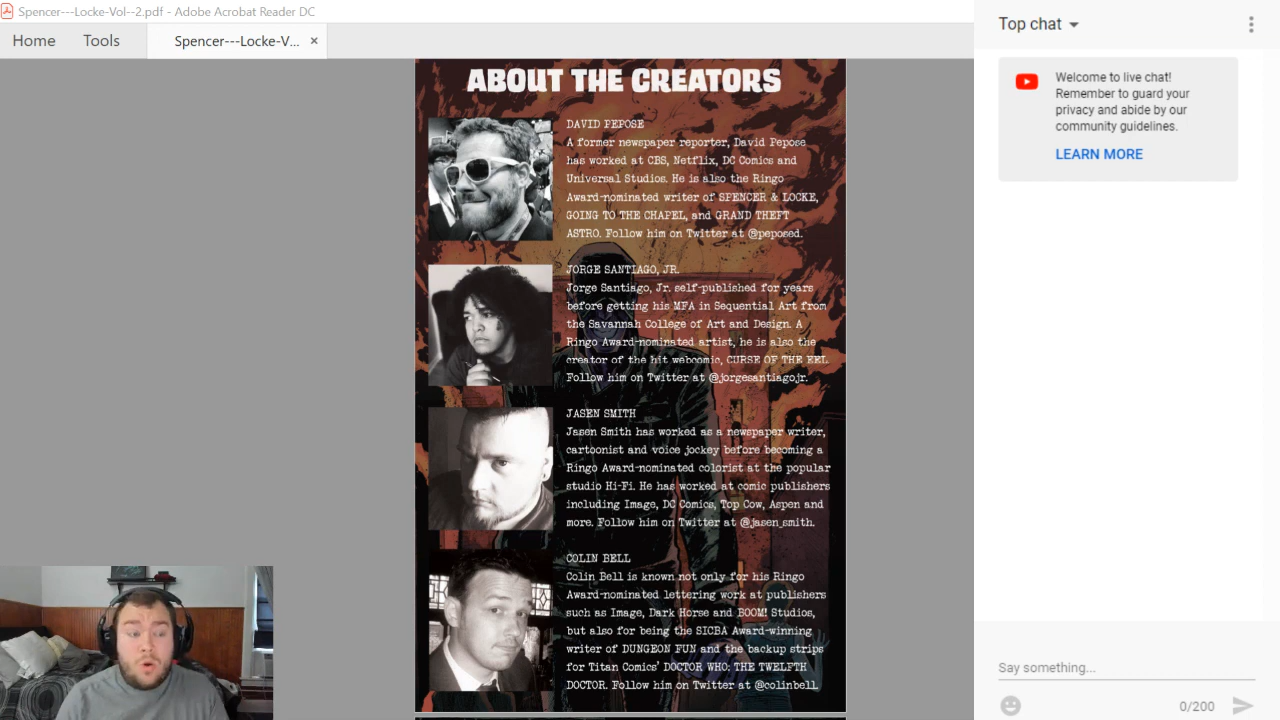 Spencer---Locke-Vol--2.pdf - Adobe Acrobat Reader DC
Home
Tools
Spencer---Locke-V... ×
ABOUT THE CREATORS
DAVID PEPOSE
A former newspaper reporter, David Pepose
has worked at CBS, Netflix, DC Comics and
Universal Studios. He is also the Ringo
Award-nominated writer of SPENCER & LOCKE,
GOING TO THE CHAPEL, and GRAND THEFT
ASTRO. Follow him on Twitter at @peposed.
JORGE SANTIAGO, JR.
Jorge Santiago, Jr. self-published for years
before getting his MFA in Sequential Art from
the Savannah College of Art and Design. A
Ringo Award-nominated artist, he is also the
creator of the hit webcomic, CURSE OF THE EEL.
Follow him on Twitter at @jorgesantiagojr.
JASEN SMITH
Jasen Smith has worked as a newspaper writer,
cartoonist and voice jockey before becoming a
Ringo Award-nominated colorist at the popular
studio Hi-Fi. He has worked at comic publishers
including Image, DC Comics, Top Cow, Aspen and
more. Follow him on Twitter at @jasen_smith.
COLIN BELL
Colin Bell is known not only for his Ringo
Award-nominated lettering work at publishers
such as Image, Dark Horse and BOOM! Studios,
but also for being the SICBA Award-winning
writer of DUNGEON FUN and the backup strips
for Titan Comics' DOCTOR WHO: THE TWELFTH
DOCTOR. Follow him on Twitter at @colinbell.
Top chat
Welcome to live chat!
Remember to guard your
privacy and abide by our
community guidelines.
LEARN MORE
Say something...
0/200